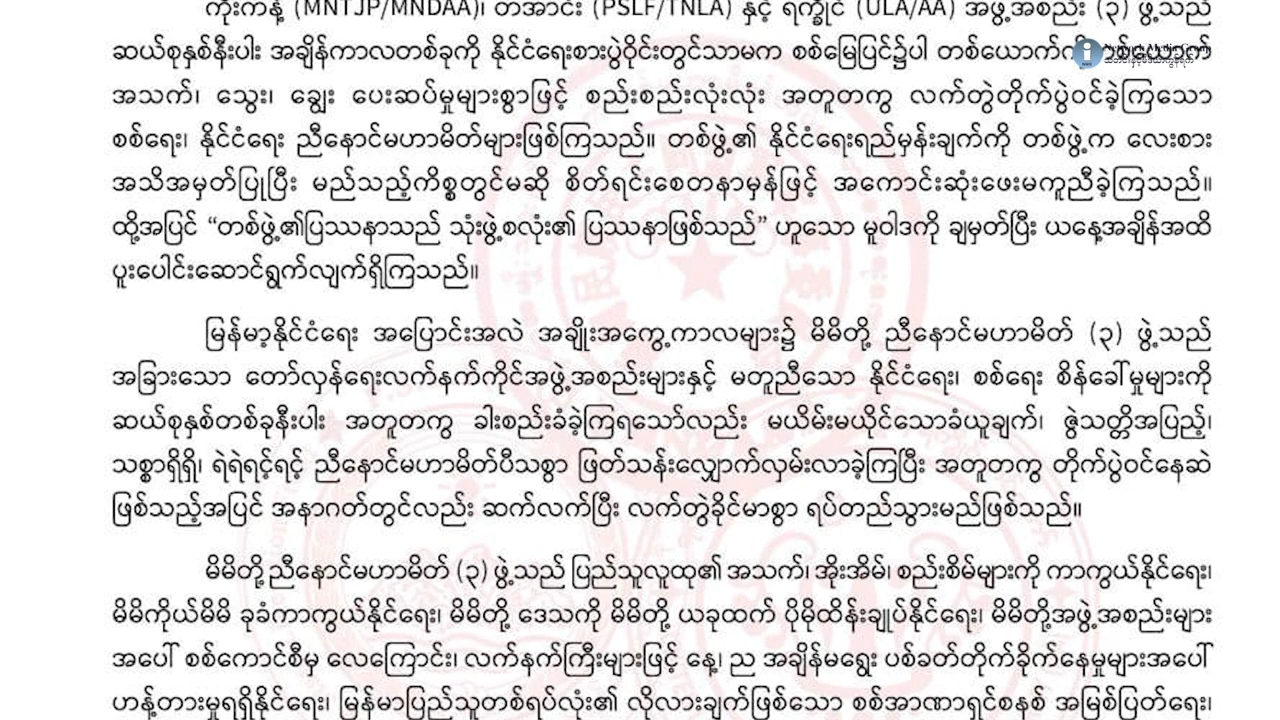 ကိုးကန့် (MNTJP/MNDAA)၊ တအာင်း (PSLF/TNLA) နှင့် ရက္ခိုင် (ULA/AA) အဖွဲ့အစည်း (၃) ဖွဲ့သည်
ဆယ်စုနှစ်နီးပါး အချိန်ကာလတစ်ခုကို နိုင်ငံရေးစားပွဲဝိုင်းတွင်သာမက စစ်မြေပြင်၌ပါ တစ်ယောက်ကို တစ်ယောက်
အသက်၊ သွေး၊ ချွေး ပေးဆပ်မှုများစွာဖြင့် စည်းစည်းလုံးလုံး အတူတကွ လက်တွဲတိုက်ပွဲဝင်ခဲ့ကြသော
စစ်ရေး၊ နိုင်ငံရေး ညီနောင်မဟာမိတ်များဖြစ်ကြသည်။ တစ်ဖွဲ့၏ နိုင်ငံရေးရည်မှန်းချက်ကို တစ်ဖွဲ့က လေးစား
အသိအမှတ်ပြုပြီး မည်သည့်ကိစ္စတွင်မဆို စိတ်ရင်းစေတနာမှန်ဖြင့် အကောင်းဆုံးဖေးမကူညီခဲ့ကြသည်။
ထို့အပြင် “တစ်ဖွဲ့၏ပြဿနာသည် သုံးဖွဲ့စလုံး၏ ပြဿနာဖြစ်သည်” ဟူသော မူဝါဒကို ချမှတ်ပြီး ယနေ့အချိန်အထိ
ပူးပေါင်းဆောင်ရွက်လျက်ရှိကြသည်။
မြန်မာ့နိုင်ငံရေး အပြောင်းအလဲ အချိုးအကွေ့ကာလများ၌ မိမိတို့ ညီနောင်မဟာမိတ် (၃) ဖွဲ့သည်
အခြားသော တော်လှန်ရေးလက်နက်ကိုင်အဖွဲ့အစည်းများနှင့် မတူညီသော နိုင်ငံရေး၊ စစ်ရေး စိန်ခေါ်မှုများကို
ဆယ်စုနှစ်တစ်ခုနီးပါး အတူတကွ ခါးစည်းခံခဲ့ကြရသော်လည်း မယိမ်းမယိုင်သောခံယူချက်၊ ဇွဲသတ္တိအပြည့်၊
သစ္စာရှိရှိ၊ ရဲရဲရင့်ရင့် ညီနောင်မဟာမိတ်ပီသစွာ ဖြတ်သန်းလျှောက်လှမ်းလာခဲ့ကြပြီး အတူတကွ တိုက်ပွဲဝင်နေဆဲ
ဖြစ်သည့်အပြင် အနာဂတ်တွင်လည်း ဆက်လက်ပြီး လက်တွဲခိုင်မာစွာ ရပ်တည်သွားမည်ဖြစ်သည်။
မိမိတို့ ညီနောင်မဟာမိတ် (၃) ဖွဲ့သည် ပြည်သူလူထု၏ အသက်၊ အိုးအိမ်၊ စည်းစိမ်များကို ကာကွယ်နိုင်ရေး၊
မိမိကိုယ်မိမိ ခုခံကာကွယ်နိုင်ရေး၊ မိမိတို့ ဒေသကို မိမိတို့ ယခုထက် ပိုမိုထိန်းချုပ်နိုင်ရေး၊ မိမိတို့အဖွဲ့အစည်းများ
အပေါ် စစ်ကောင်စီမှ လေကြောင်း၊ လက်နက်ကြီးများဖြင့် နေ့၊ ည အချိန်မရွေး ပစ်ခတ်တိုက်ခိုက်နေမှုများအပေါ်
ဟန့်တားမှုရရှိနိုင်ရေး၊ မြန်မာပြည်သူတစ်ရပ်လုံး၏ လိုလားချက်ဖြစ်သော စစ်အာဏာရှင်စနစ် အမြစ်ပြတ်ရေး၊
Network Media Group